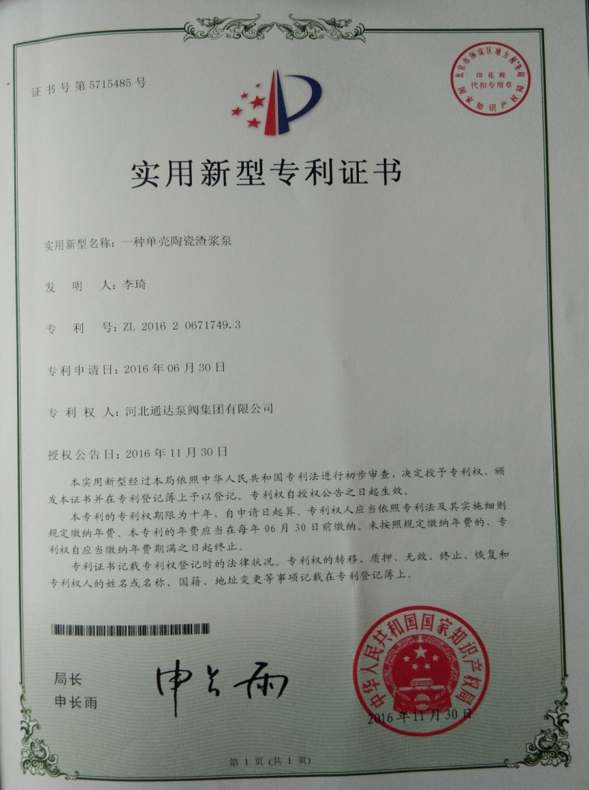 证书号第5715485号
印花税
代扣专用章
实用新型专利证书
实用新型名称：一种单壳陶瓷渣浆泵
发 明 人：李琦
专 利 号：ZL 2016 2 0671749.3
专利申请日：2016年06月30日
专 利 权 人：河北通达泵阀集团有限公司
授权公告日：2016年11月30日
本实用新型经过本局依照中华人民共和国专利法进行初步审查，决定授予专利权，颁
发本证书并在专利登记簿上予以登记。专利权自授权公告之日起生效。
本专利的专利权期限为十年，自申请日起算。专利权人应当依照专利法及其实施细则
规定缴纳年费。本专利的年费应当在每年06月30日前缴纳。未按照规定缴纳年费的，专
利权自应当缴纳年费期满之日起终止。
专利证书记载专利权登记时的法律状况。专利权的转移、质押、无效、终止、恢复和
专利权人的姓名或名称、国籍、地址变更等事项记载在专利登记簿上。
局长
申长雨
申长雨
中华人民共和国国家知识产权局
2016年11月30日
第1页(共1页)